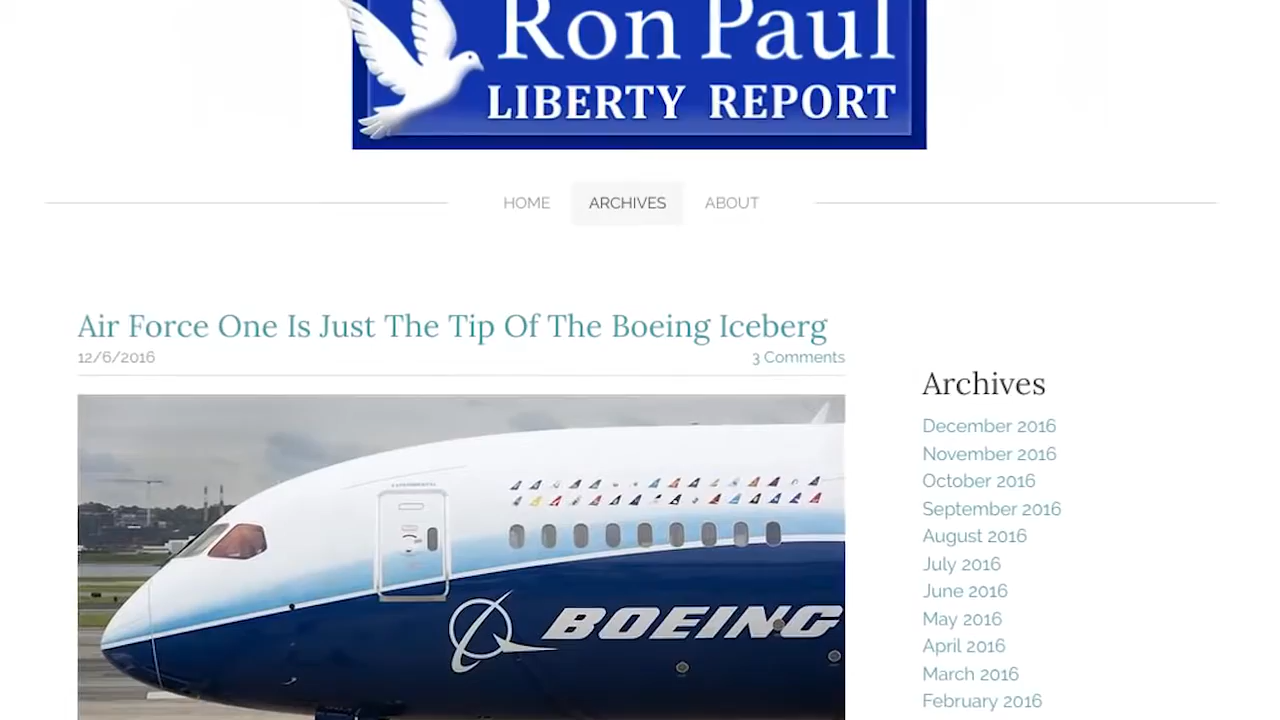 Ron Paul
LIBERTY REPORT
HOME ARCHIVES ABOUT
Air Force One Is Just The Tip Of The Boeing Iceberg
12/6/2016 3 Comments
BOEING
Archives
December 2016
November 2016
October 2016
September 2016
August 2016
July 2016
June 2016
May 2016
April 2016
March 2016
February 2016